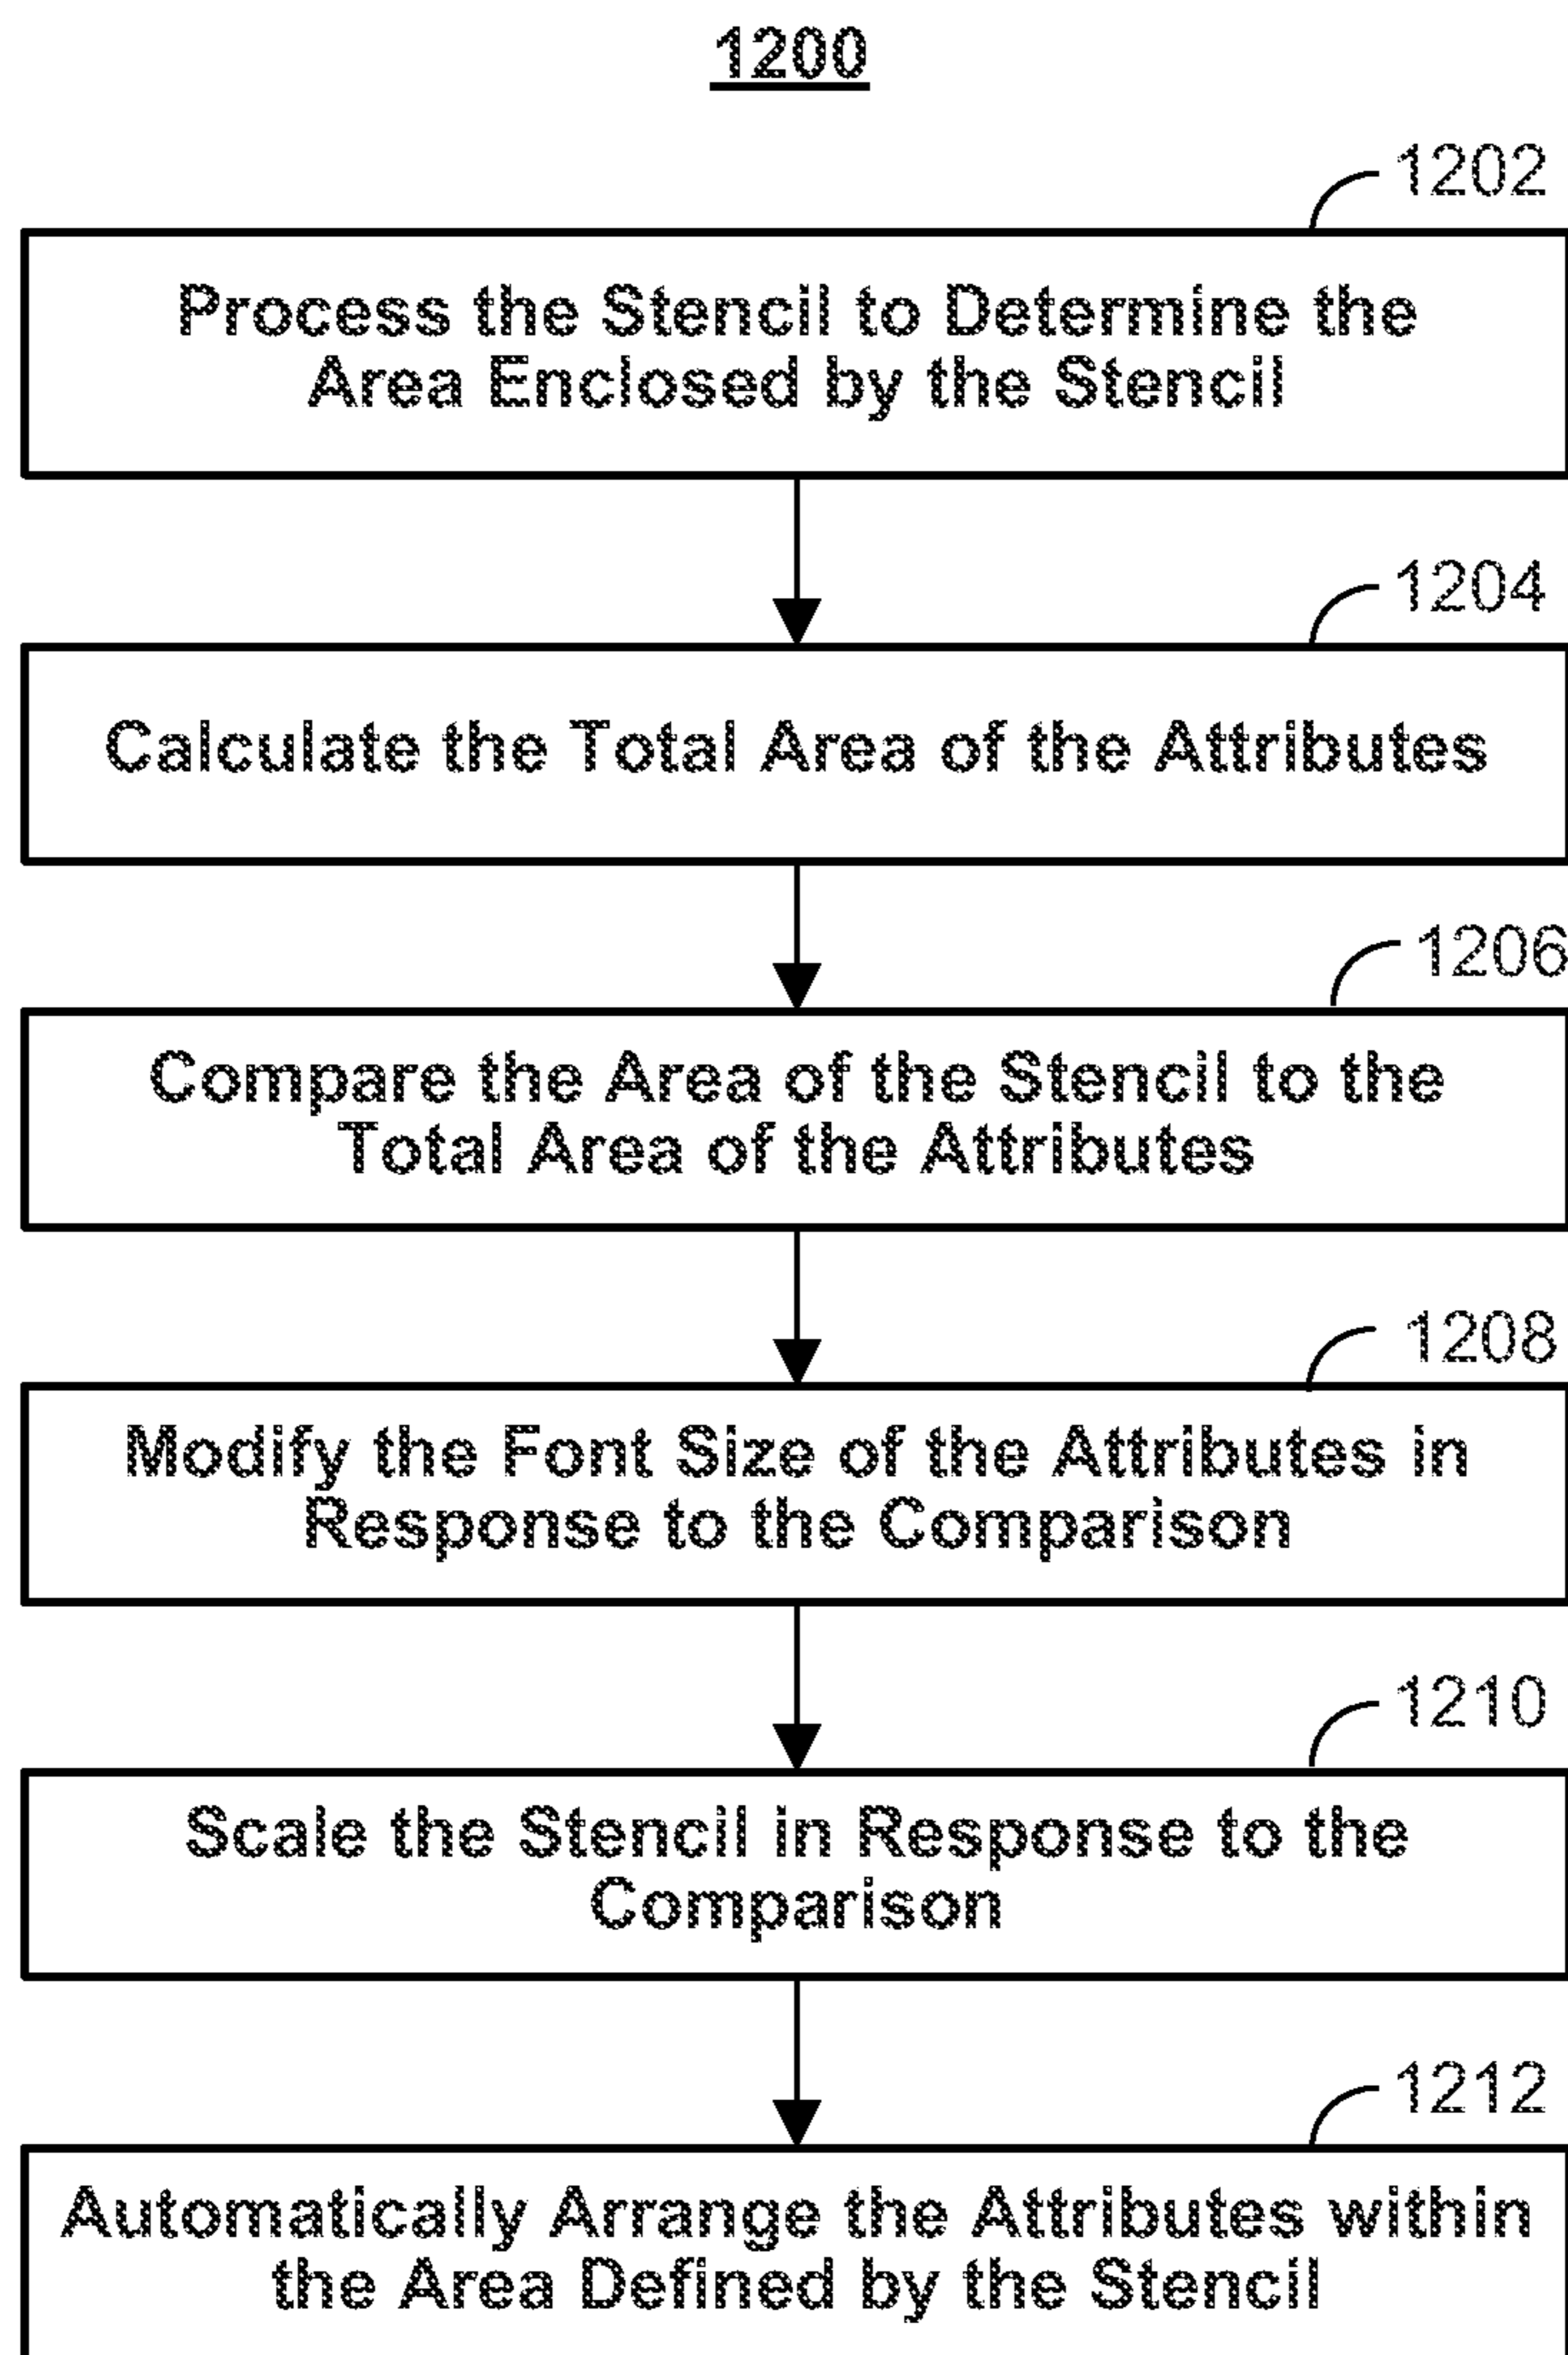 1200
1202
Process the Stencil to Determine the
Area Enclosed by the Stencil
1204
Calculate the Total Area of the Attributes
1206
Compare the Area of the Stencil to the
Total Area of the Attributes
1208
Modify the Font Size of the Attributes in
Response to the Comparison
1210
Scale the Stencil in Response to the
Comparison
1212
Automatically Arrange the Attributes within
the Area Defined by the Stencil